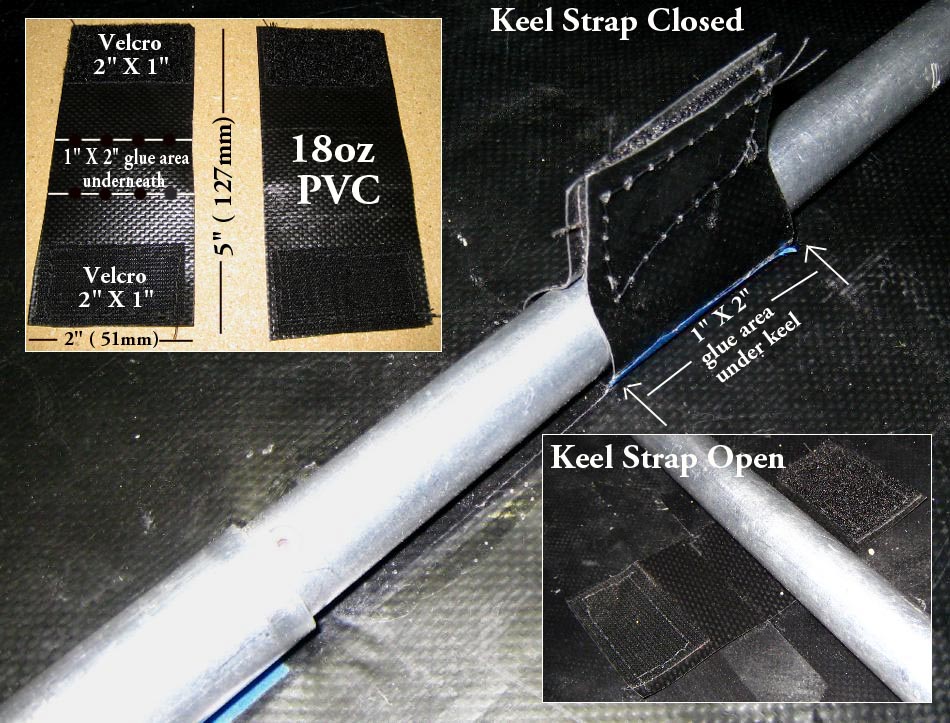 Keel Strap Closed
Velcro
2" X 1"
1" X 2" glue area
underneath
Velcro
2" X 1"
2" ( 51mm)
5" ( 127mm)
18oz
PVC
1" X 2"
glue area
under keel
Keel Strap Open